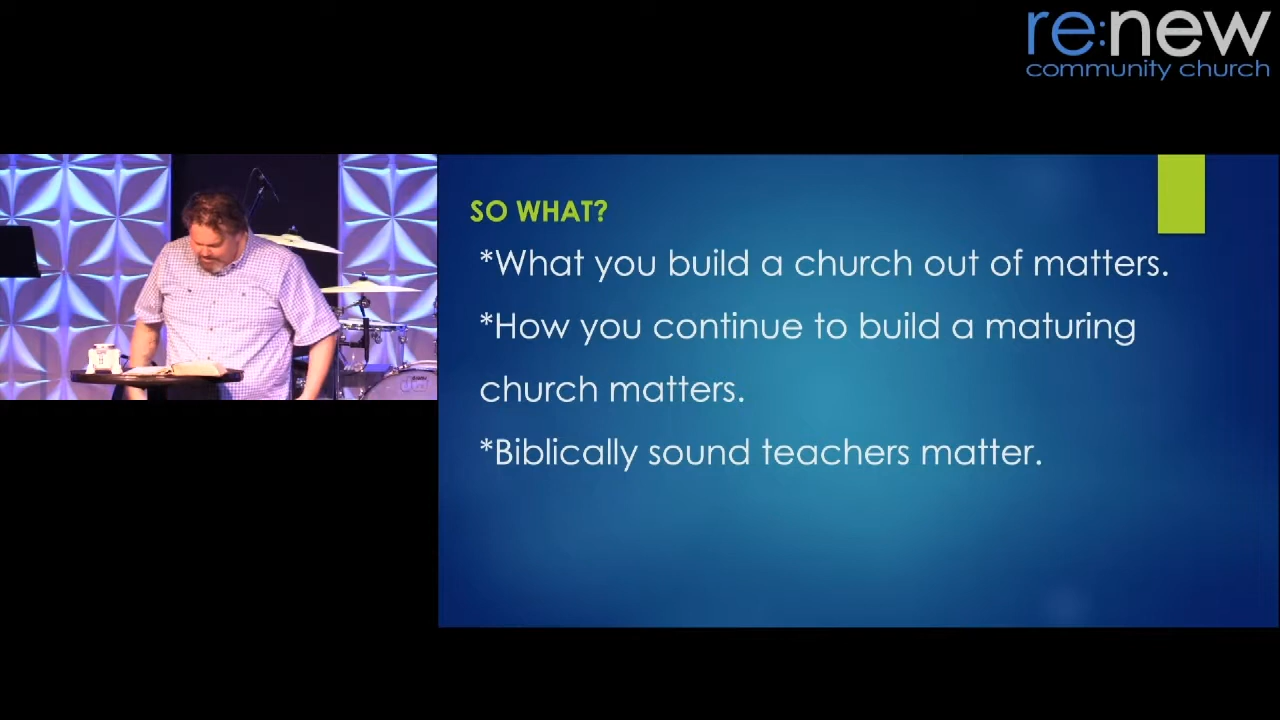 re:new
community church
SO WHAT?
*What you build a church out of matters.
*How you continue to build a maturing
church matters.
*Biblically sound teachers matter.